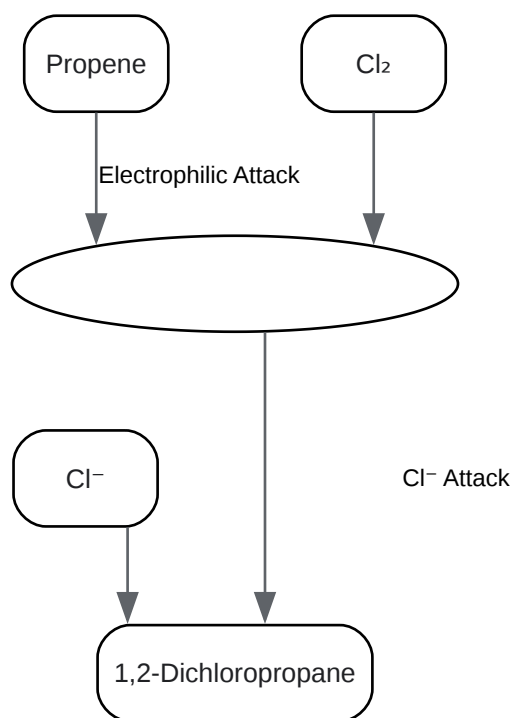 Propene
Cl₂
Electrophilic Attack
Cl⁻
Cl⁻ Attack
1,2-Dichloropropane